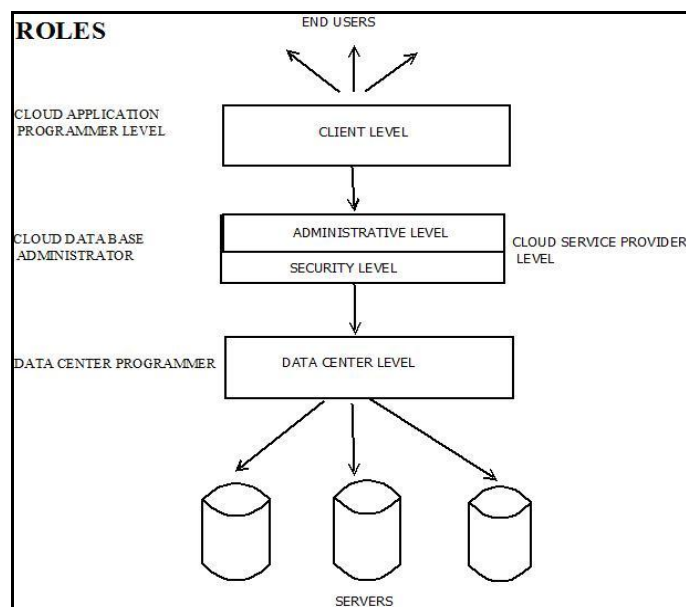 ROLES
END USERS
CLOUD APPLICATION
PROGRAMMER LEVEL
CLIENT LEVEL
CLOUD DATA BASE
ADMINISTRATOR
ADMINISTRATIVE LEVEL
SECURITY LEVEL
CLOUD SERVICE PROVIDER
LEVEL
DATA CENTER PROGRAMMER
DATA CENTER LEVEL
SERVERS